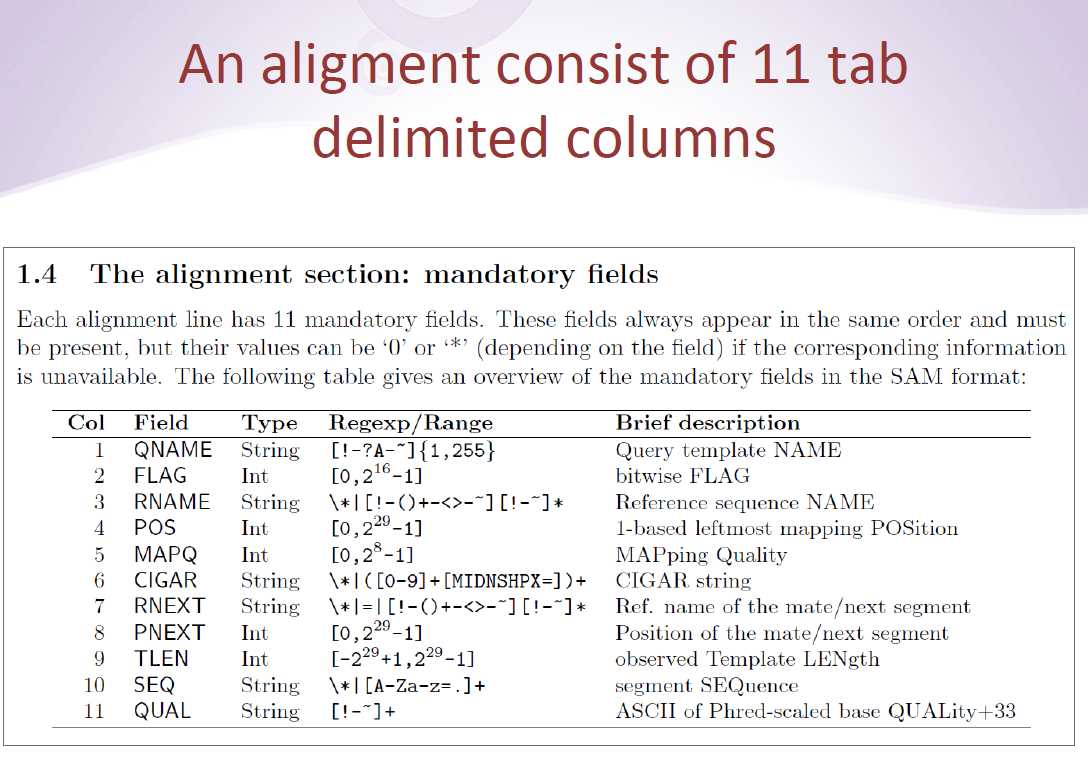 An aligment consist of 11 tab
delimited columns
1.4 The alignment section: mandatory fields
Each alignment line has 11 mandatory fields. These fields always appear in the same order and must
be present, but their values can be ‘0’ or ‘*’ (depending on the field) if the corresponding information
is unavailable. The following table gives an overview of the mandatory fields in the SAM format:
Col Field Type Regexp/Range Brief description
1 QNAME String [!-?A-~]{1,255} Query template NAME
2 FLAG Int [0,2^16-1] bitwise FLAG
3 RNAME String \*|[!-()+-<>-~][!-~]* Reference sequence NAME
4 POS Int [0,2^29-1] 1-based leftmost mapping POSition
5 MAPQ Int [0,2^8-1] MAPping Quality
6 CIGAR String \*|([0-9]+[MIDNSHPX=])+ CIGAR string
7 RNEXT String \*|=|[!-()+-<>-~][!-~]* Ref. name of the mate/next segment
8 PNEXT Int [0,2^29-1] Position of the mate/next segment
9 TLEN Int [-2^29+1,2^29-1] observed Template LENgth
10 SEQ String \*|[A-Za-z=.]+ segment SEQuence
11 QUAL String [!-~]+ ASCII of Phred-scaled base QUALity+33